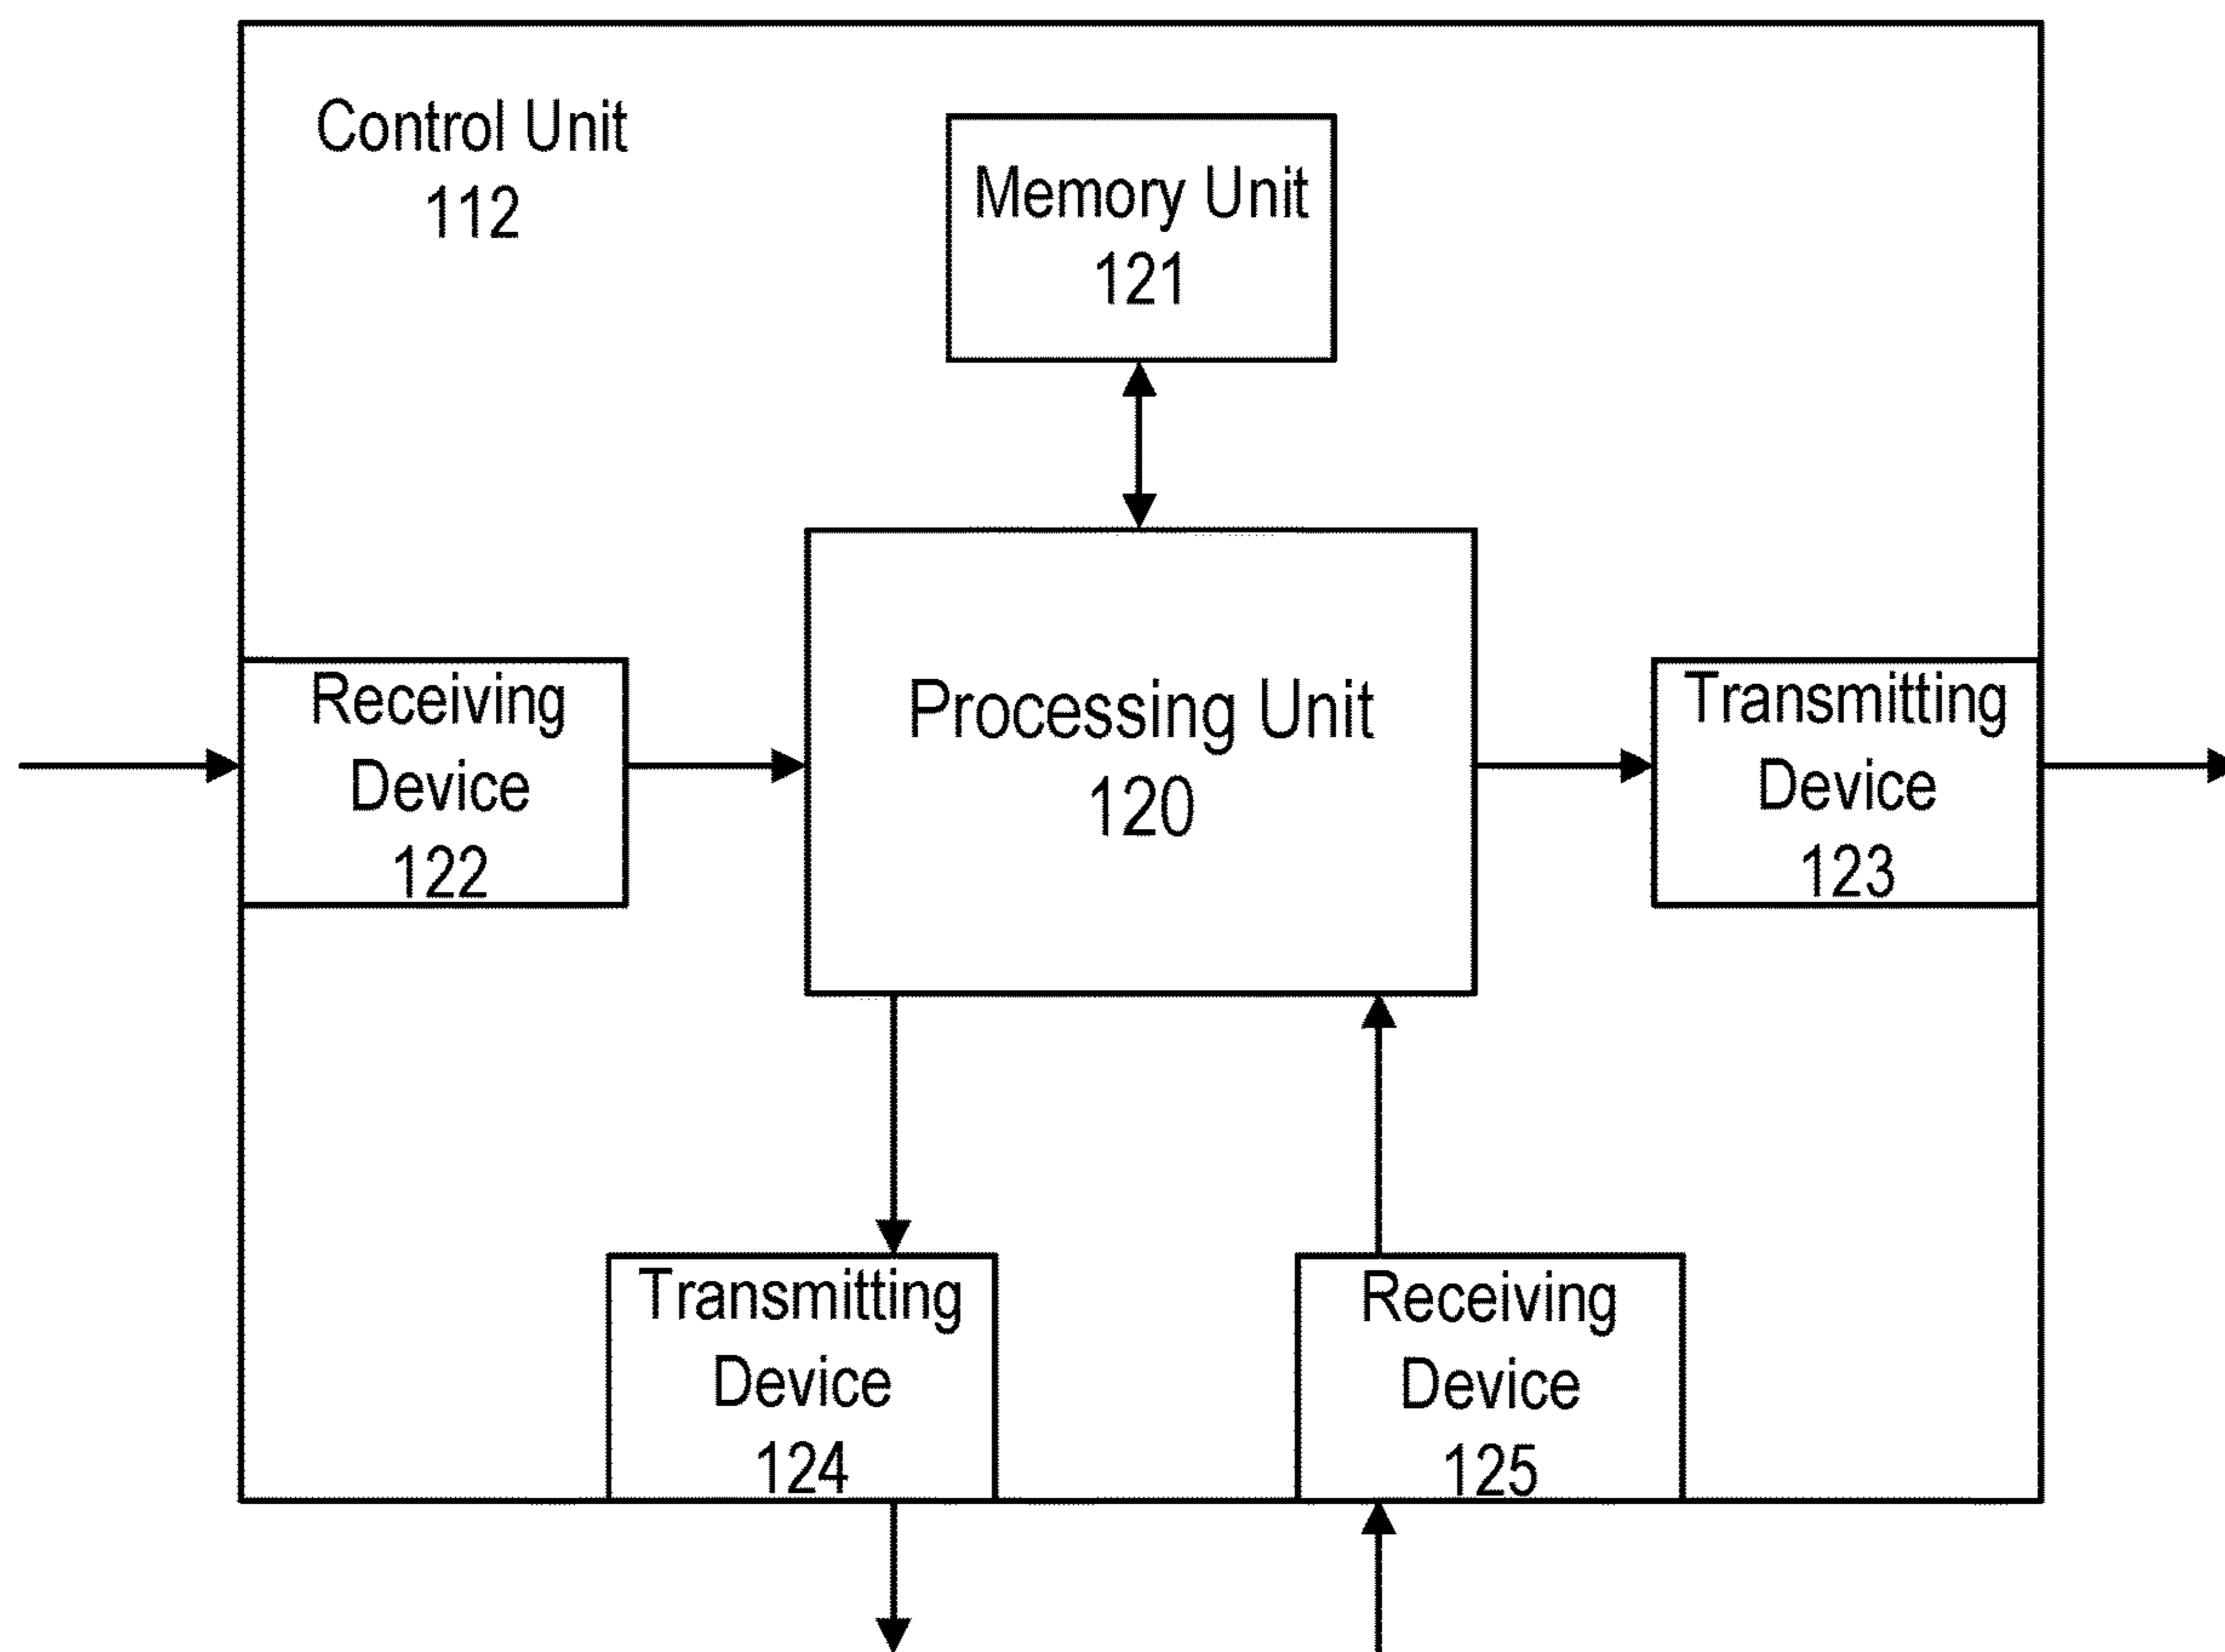 Control Unit
112
Memory Unit
121
Receiving
Device
122
Processing Unit
120
Transmitting
Device
123
Transmitting
Device
124
Receiving
Device
125